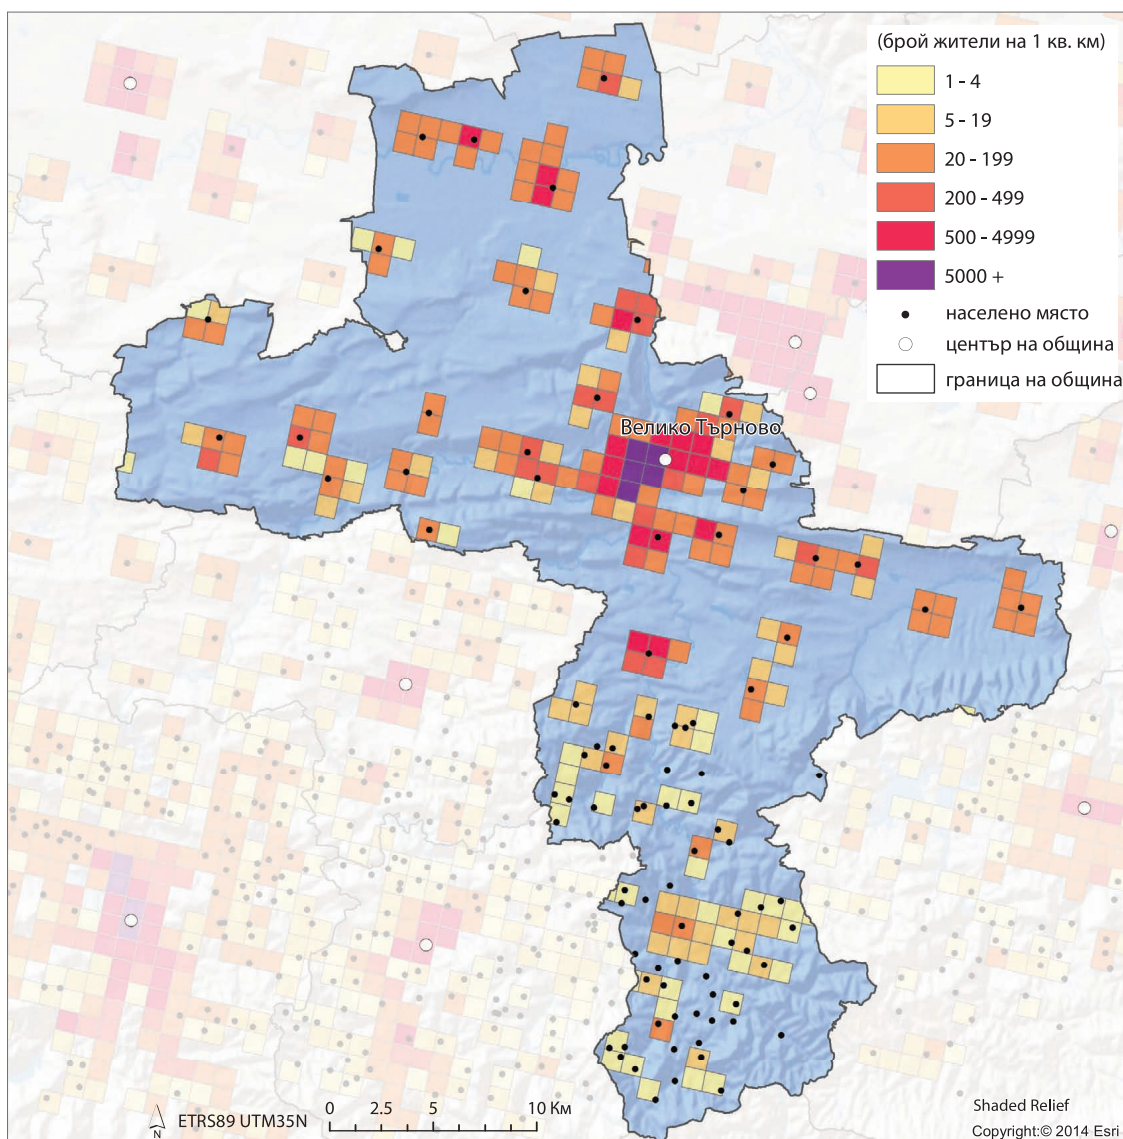 (брой жители на 1 кв. км)
1 - 4
5 - 19
20 - 199
200 - 499
500 - 4999
5000 +
населено място
център на община
граница на община
Велико Търново
N
ETRS89 UTM35N
0 2.5 5 10 Км
Shaded Relief
Copyright:© 2014 Esri